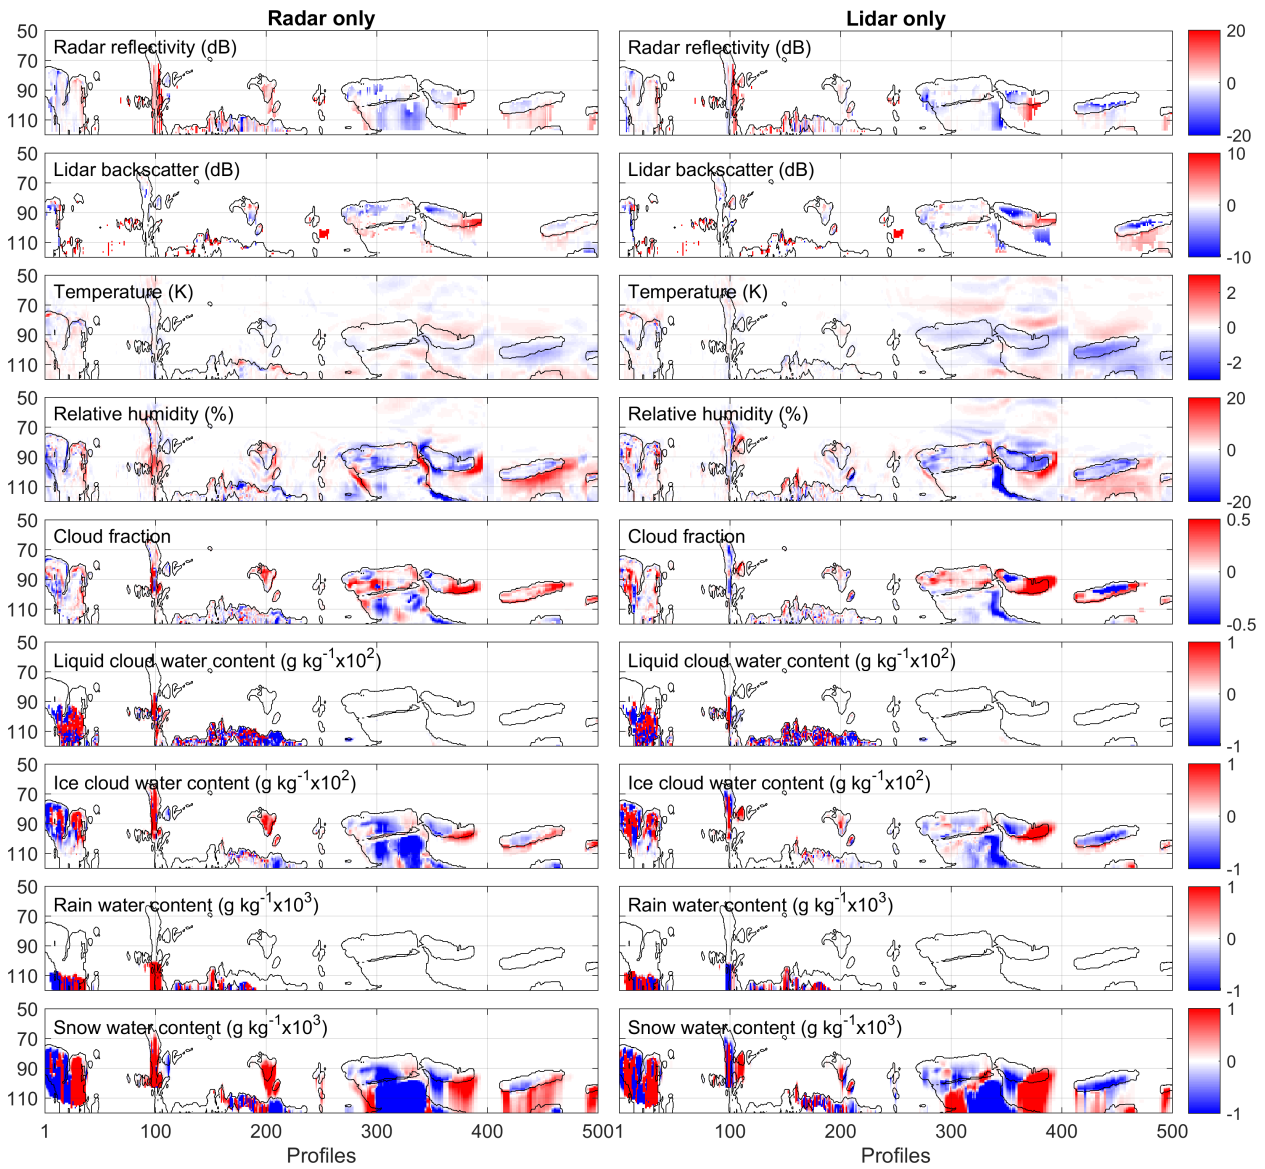 Radar only
Lidar only
50
70
90
110
Radar reflectivity (dB)
Radar reflectivity (dB)
20
0
-20
50
70
90
110
Lidar backscatter (dB)
Lidar backscatter (dB)
10
0
-10
50
70
90
110
Temperature (K)
Temperature (K)
2
0
-2
50
70
90
110
Relative humidity (%)
Relative humidity (%)
20
0
-20
50
70
90
110
Cloud fraction
Cloud fraction
0.5
0
-0.5
50
70
90
110
Liquid cloud water content (g kg-1x102)
Liquid cloud water content (g kg-1x102)
1
0
-1
50
70
90
110
Ice cloud water content (g kg-1x102)
Ice cloud water content (g kg-1x102)
1
0
-1
50
70
90
110
Rain water content (g kg-1x103)
Rain water content (g kg-1x103)
1
0
-1
50
70
90
110
Snow water content (g kg-1x103)
Snow water content (g kg-1x103)
1
0
-1
1 100 200 300 400 500
1 100 200 300 400 500
Profiles
Profiles